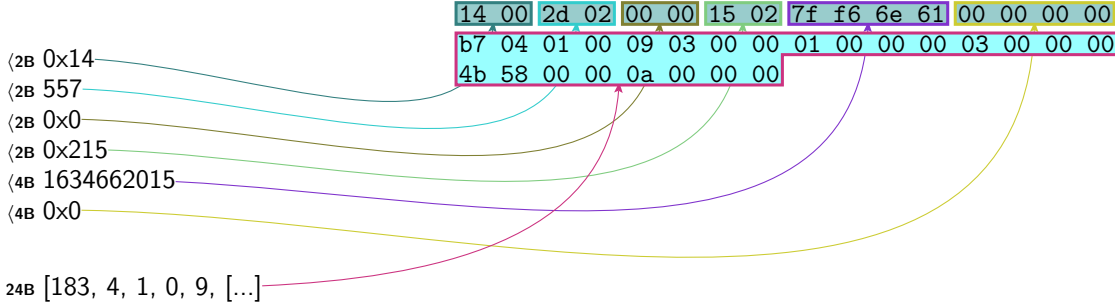 14 00 2d 02 00 00 15 02 7f f6 6e 61 00 00 00 00
b7 04 01 00 09 03 00 00 01 00 00 00 03 00 00 00
4b 58 00 00 0a 00 00 00
⟨2B 0x14
⟨2B 557
⟨2B 0x0
⟨2B 0x215
⟨4B 1634662015
⟨4B 0x0
24B [183, 4, 1, 0, 9, [...]